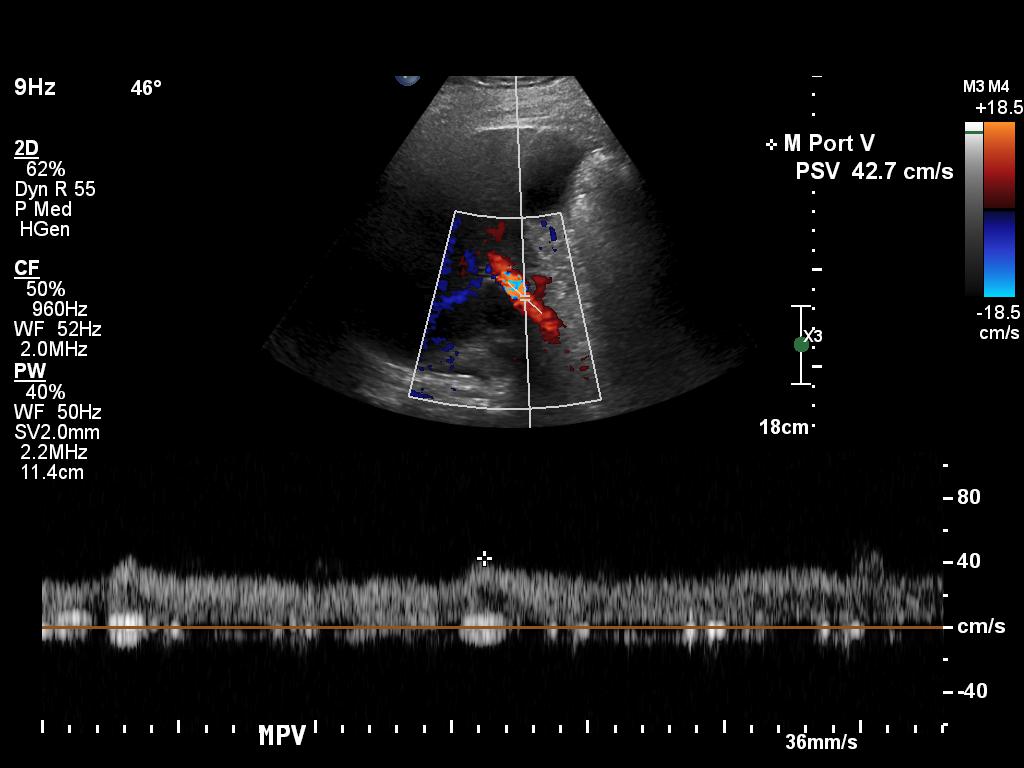 9Hz
46°
2D
62%
Dyn R 55
P Med
HGen
CF
50%
960Hz
WF 52Hz
2.0MHz
PW
40%
WF 50Hz
SV2.0mm
2.2MHz
11.4cm
M Port V
PSV 42.7 cm/s
M3 M4
+18.5
-18.5
cm/s
X3
18cm
80
40
cm/s
-40
MPV
36mm/s